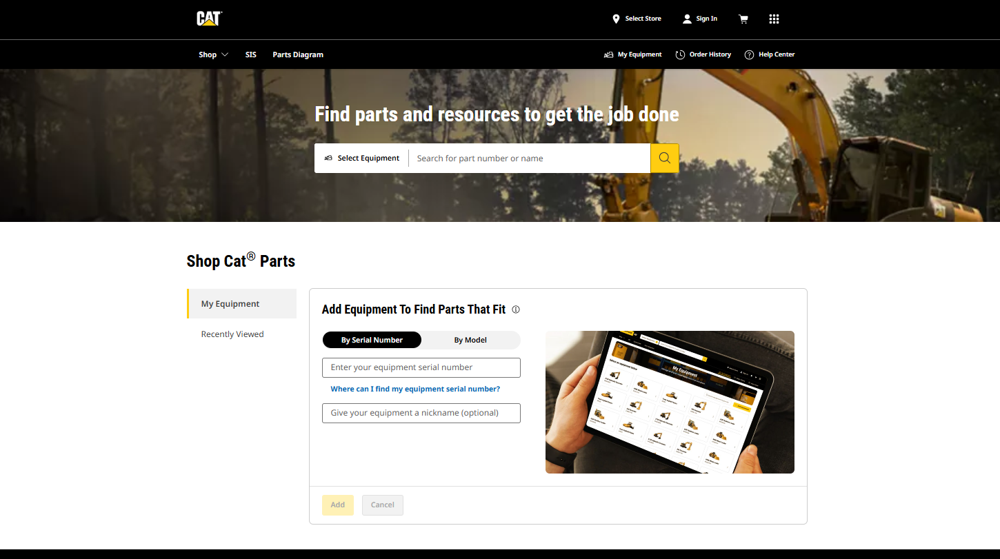 CAT
Select Store
Sign In
Shop
SIS
Parts Diagram
My Equipment
Order History
Help Center
Find parts and resources to get the job done
Select Equipment
Search for part number or name
Shop Cat® Parts
My Equipment
Recently Viewed
Add Equipment To Find Parts That Fit
By Serial Number
By Model
Enter your equipment serial number
Where can I find my equipment serial number?
Give your equipment a nickname (optional)
My Equipment
Add
Cancel